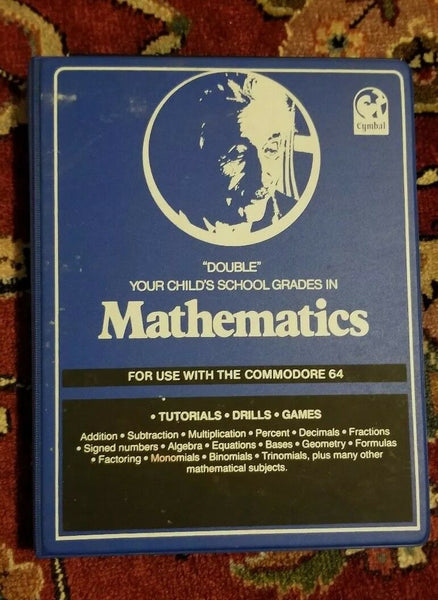 Cymbal
"DOUBLE"
YOUR CHILD'S SCHOOL GRADES IN
Mathematics
FOR USE WITH THE COMMODORE 64
• TUTORIALS • DRILLS • GAMES
Addition • Subtraction • Multiplication • Percent • Decimals • Fractions
• Signed numbers • Algebra • Equations • Bases • Geometry • Formulas
• Factoring • Monomials • Binomials • Trinomials, plus many other
mathematical subjects.